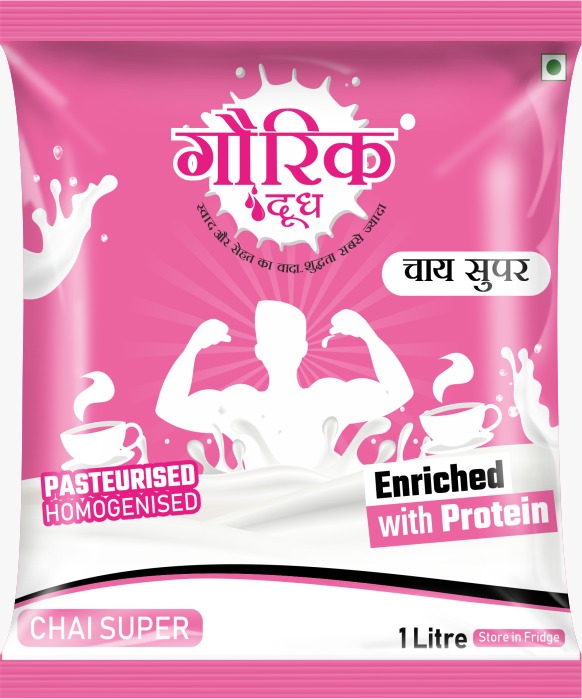 गौरिक
दूध
स्वाद और सेहत का वादा.. शुद्धता सबसे ज्यादा
चाय सुपर
PASTEURISED
HOMOGENISED
Enriched
with Protein
CHAI SUPER
1 Litre Store in Fridge